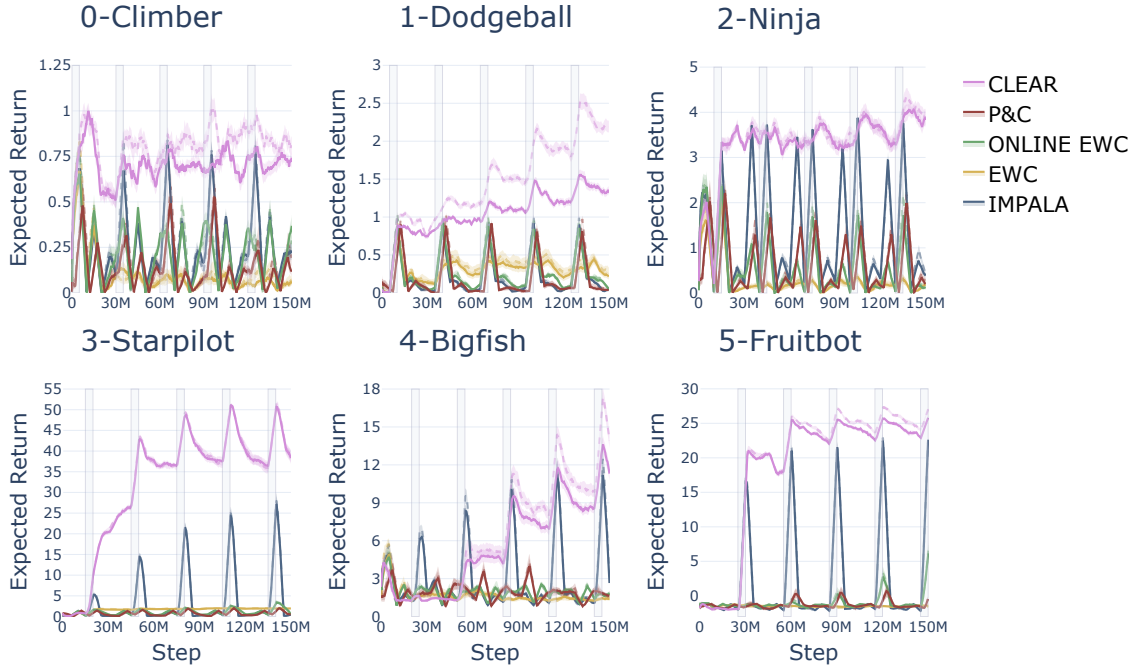 0-Climber
1-Dodgeball
2-Ninja
Expected Return
1.25
1
0.75
0.5
0.25
0
0 30M 60M 90M 120M 150M
Expected Return
3
2.5
2
1.5
1
0.5
0
0 30M 60M 90M 120M 150M
Expected Return
5
4
3
2
1
0
0 30M 60M 90M 120M 150M
CLEAR
P&C
ONLINE EWC
EWC
IMPALA
3-Starpilot
4-Bigfish
5-Fruitbot
Expected Return
55
50
45
40
35
30
25
20
15
10
5
0
0 30M 60M 90M 120M 150M
Step
Expected Return
18
15
12
9
6
3
0
0 30M 60M 90M 120M 150M
Step
Expected Return
30
25
20
15
10
5
0
0 30M 60M 90M 120M 150M
Step